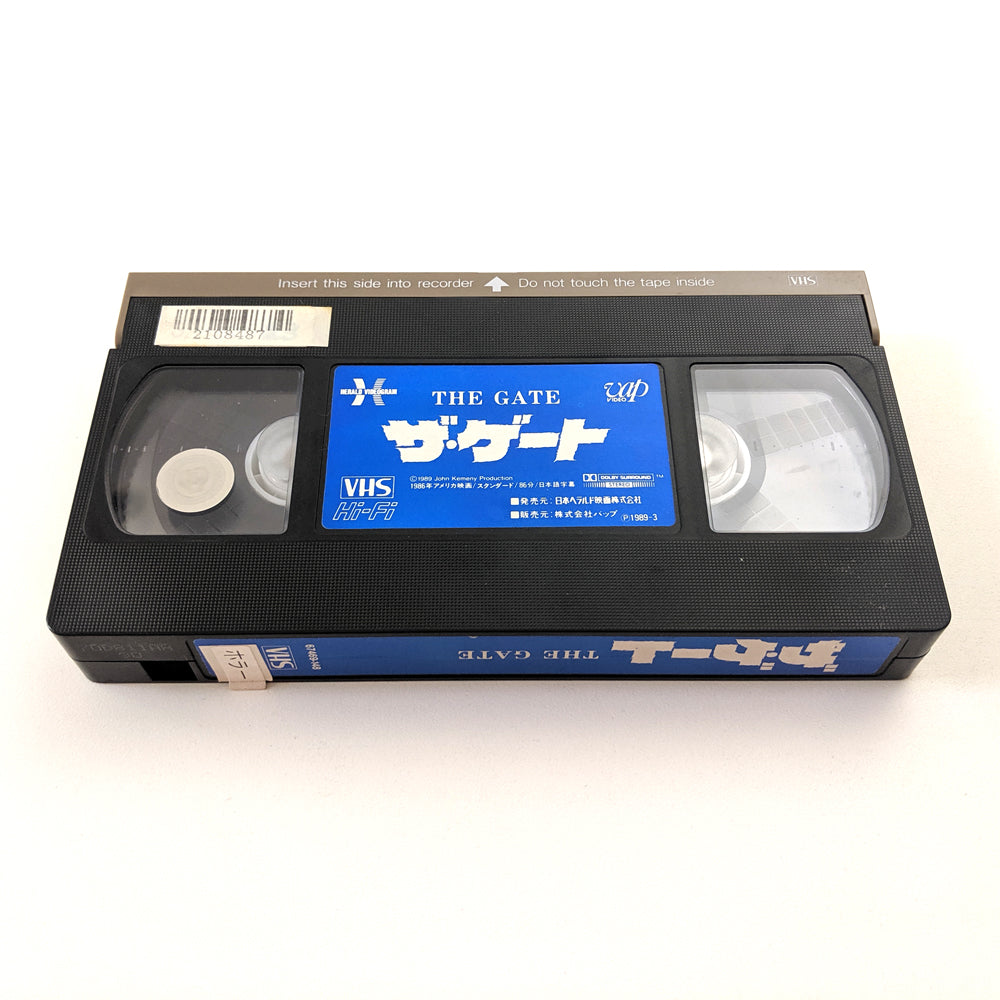 Insert this side into recorder Do not touch the tape inside VHS
2108487
HERALD VIDEOGRAM
THE GATE
vap
VIDEO
ザ・ゲート
©1989 John Kemeny Production
1986年アメリカ映画/スタンダード/86分/日本語字幕
DOLBY SURROUND ™
STEREO
VHS
Hi-Fi
■発売元:日本ヘラルド映画株式会社
■販売元:株式会社バップ Ⓟ1989-3
ザ・ゲート
THE GATE
VHS
ホラー